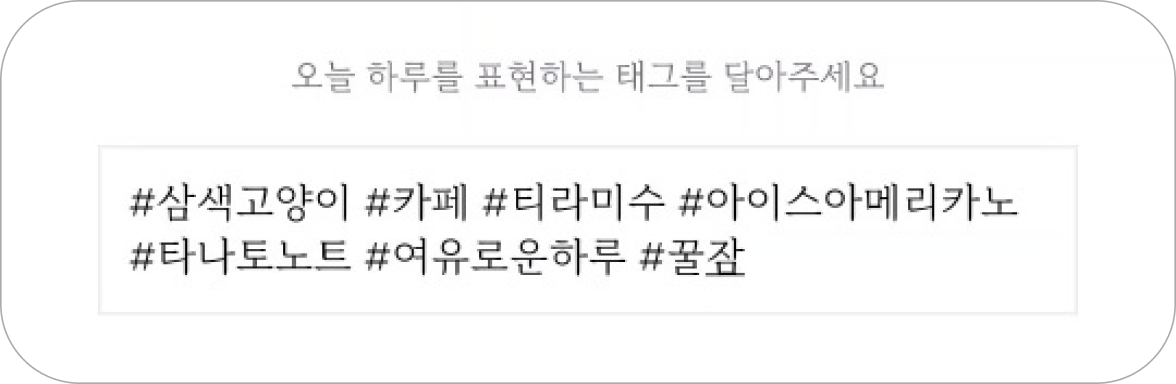 오늘 하루를 표현하는 태그를 달아주세요
#삼색고양이 #카페 #티라미수 #아이스아메리카노
#타나토노트 #여유로운하루 #꿀잠